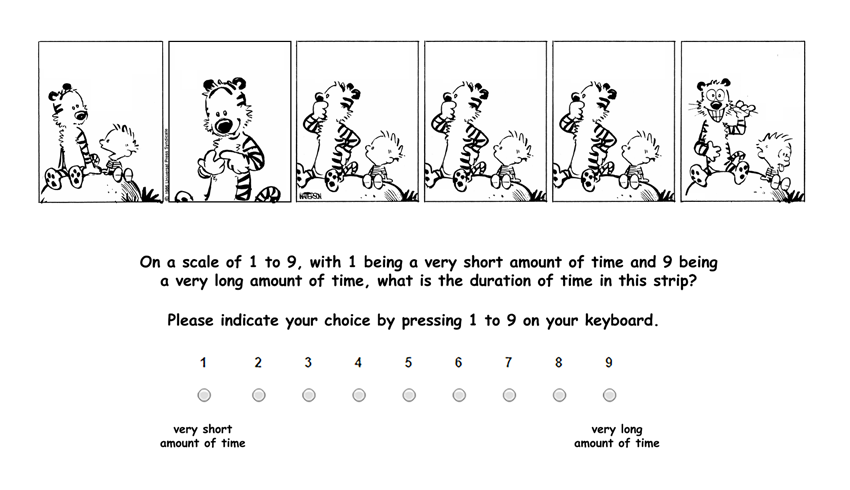 © 1986 Universal Press Syndicate
WATTERSON
On a scale of 1 to 9, with 1 being a very short amount of time and 9 being
a very long amount of time, what is the duration of time in this strip?
Please indicate your choice by pressing 1 to 9 on your keyboard.
1 2 3 4 5 6 7 8 9
very short
amount of time
very long
amount of time